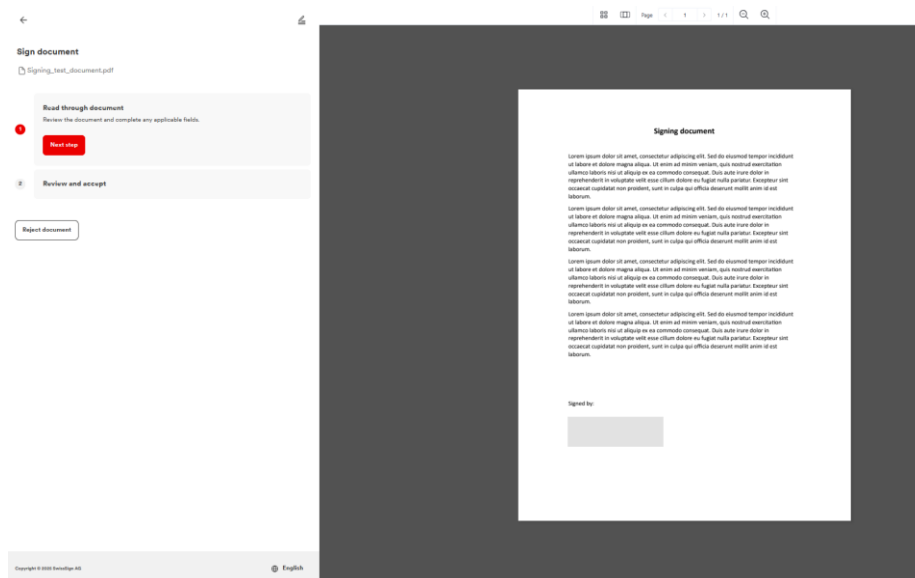 Page 1 1 / 1
Sign document
Signing_test_document.pdf
1
Read through document
Review the document and complete any applicable fields.
Next step
2
Review and accept
Reject document
Copyright © 2022 SwissSign AG
English
Signing document
Lorem ipsum dolor sit amet, consectetur adipiscing elit. Sed do eiusmod tempor incididunt
ut labore et dolore magna aliqua. Ut enim ad minim veniam, quis nostrud exercitation
ullamco laboris nisi ut aliquip ex ea commodo consequat. Duis aute irure dolor in
reprehenderit in voluptate velit esse cillum dolore eu fugiat nulla pariatur. Excepteur sint
occaecat cupidatat non proident, sunt in culpa qui officia deserunt mollit anim id est
laborum.
Lorem ipsum dolor sit amet, consectetur adipiscing elit. Sed do eiusmod tempor incididunt
ut labore et dolore magna aliqua. Ut enim ad minim veniam, quis nostrud exercitation
ullamco laboris nisi ut aliquip ex ea commodo consequat. Duis aute irure dolor in
reprehenderit in voluptate velit esse cillum dolore eu fugiat nulla pariatur. Excepteur sint
occaecat cupidatat non proident, sunt in culpa qui officia deserunt mollit anim id est
laborum.
Lorem ipsum dolor sit amet, consectetur adipiscing elit. Sed do eiusmod tempor incididunt
ut labore et dolore magna aliqua. Ut enim ad minim veniam, quis nostrud exercitation
ullamco laboris nisi ut aliquip ex ea commodo consequat. Duis aute irure dolor in
reprehenderit in voluptate velit esse cillum dolore eu fugiat nulla pariatur. Excepteur sint
occaecat cupidatat non proident, sunt in culpa qui officia deserunt mollit anim id est
laborum.
Lorem ipsum dolor sit amet, consectetur adipiscing elit. Sed do eiusmod tempor incididunt
ut labore et dolore magna aliqua. Ut enim ad minim veniam, quis nostrud exercitation
ullamco laboris nisi ut aliquip ex ea commodo consequat. Duis aute irure dolor in
reprehenderit in voluptate velit esse cillum dolore eu fugiat nulla pariatur. Excepteur sint
occaecat cupidatat non proident, sunt in culpa qui officia deserunt mollit anim id est
laborum.
Signed by: